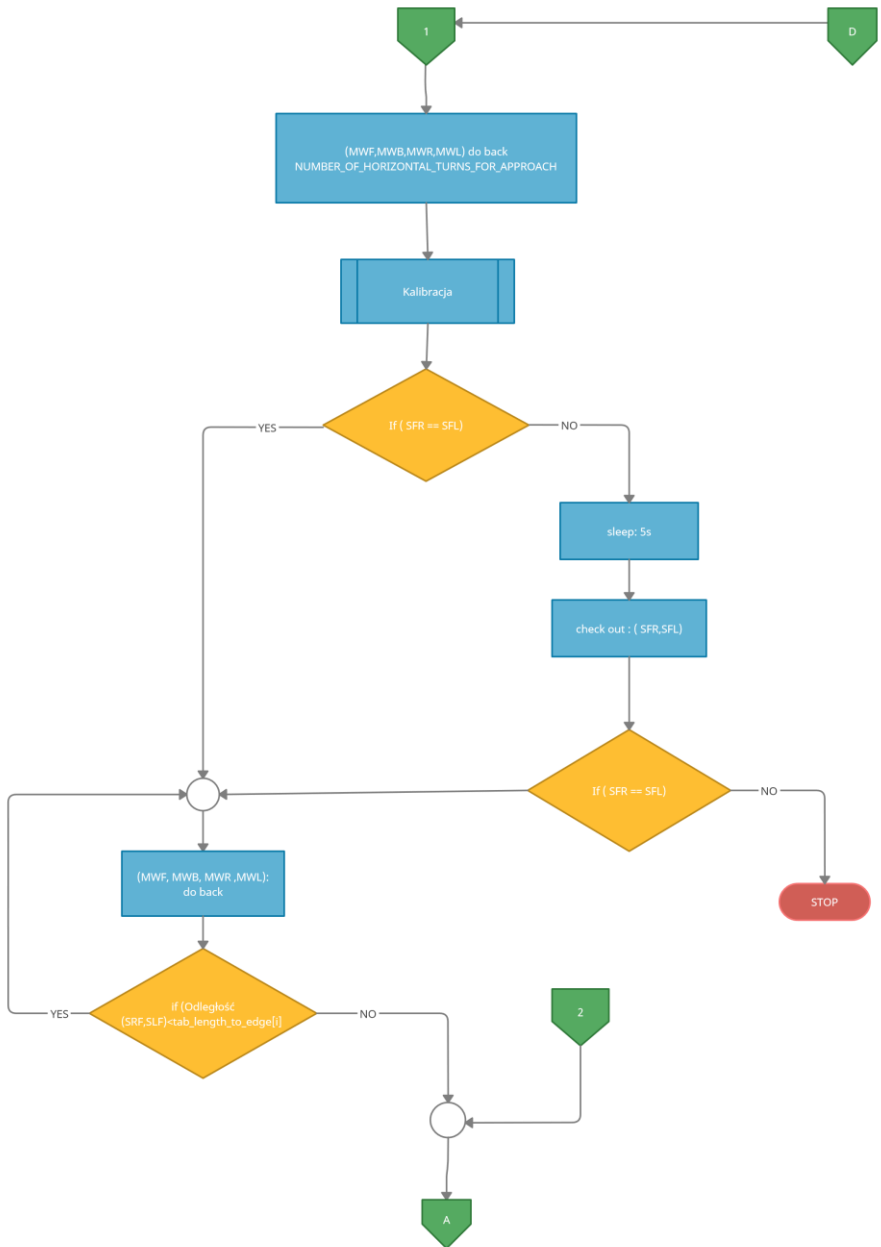 1
D
(MWF,MWB,MWR,MWL) do back
NUMBER_OF_HORIZONTAL_TURNS_FOR_APPROACH
Kalibracja
If ( SFR == SFL)
YES
NO
sleep: 5s
check out : ( SFR,SFL)
If ( SFR == SFL)
NO
(MWF, MWB, MWR ,MWL):
do back
STOP
if (Odległość
(SRF,SLF)<tab_length_to_edge[i]
YES
NO
2
A